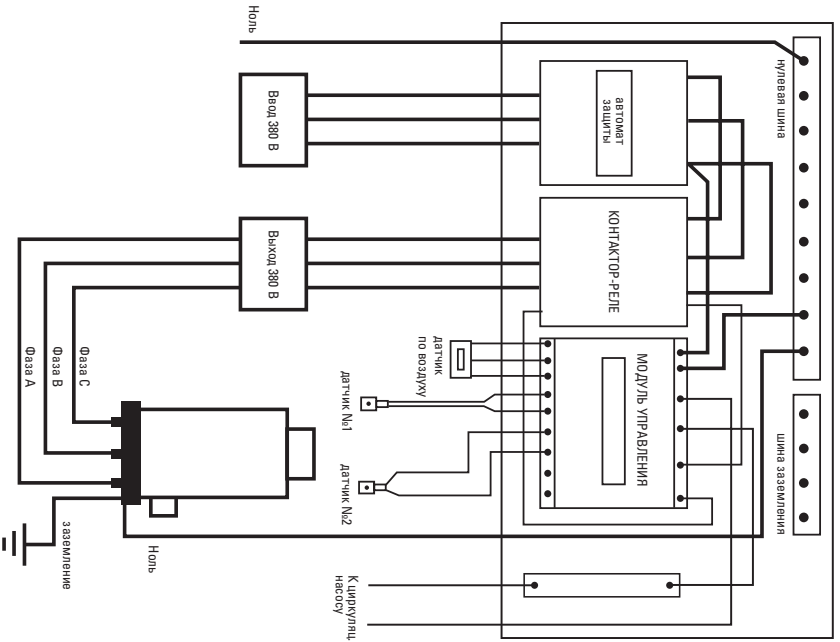 Ноль
нулевая шина
автомат
защиты
Ввод 380 В
КОНТАКТОР-РЕЛЕ
Выход 380 В
МОДУЛЬ УПРАВЛЕНИЯ
датчик
по воздуху
датчик №1
датчик №2
шина заземления
Фаза А
Фаза В
Фаза С
заземление
Ноль
К циркуляц.
насосу